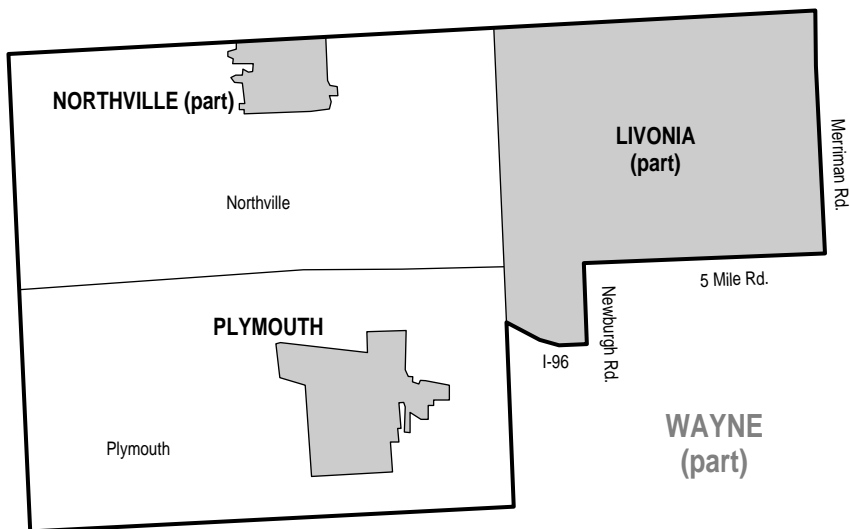 NORTHVILLE (part)
LIVONIA
(part)
Merriman Rd.
Northville
5 Mile Rd.
Newburgh Rd.
PLYMOUTH
I-96
Plymouth
WAYNE
(part)